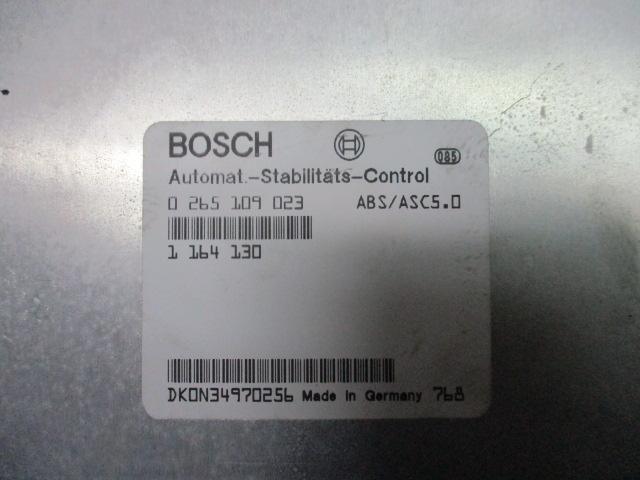 BOSCH
085
Automat.-Stabilitäts-Control
0 265 109 023 ABS/ASC5.0
1 164 130
DK0N34970256 Made in Germany 768